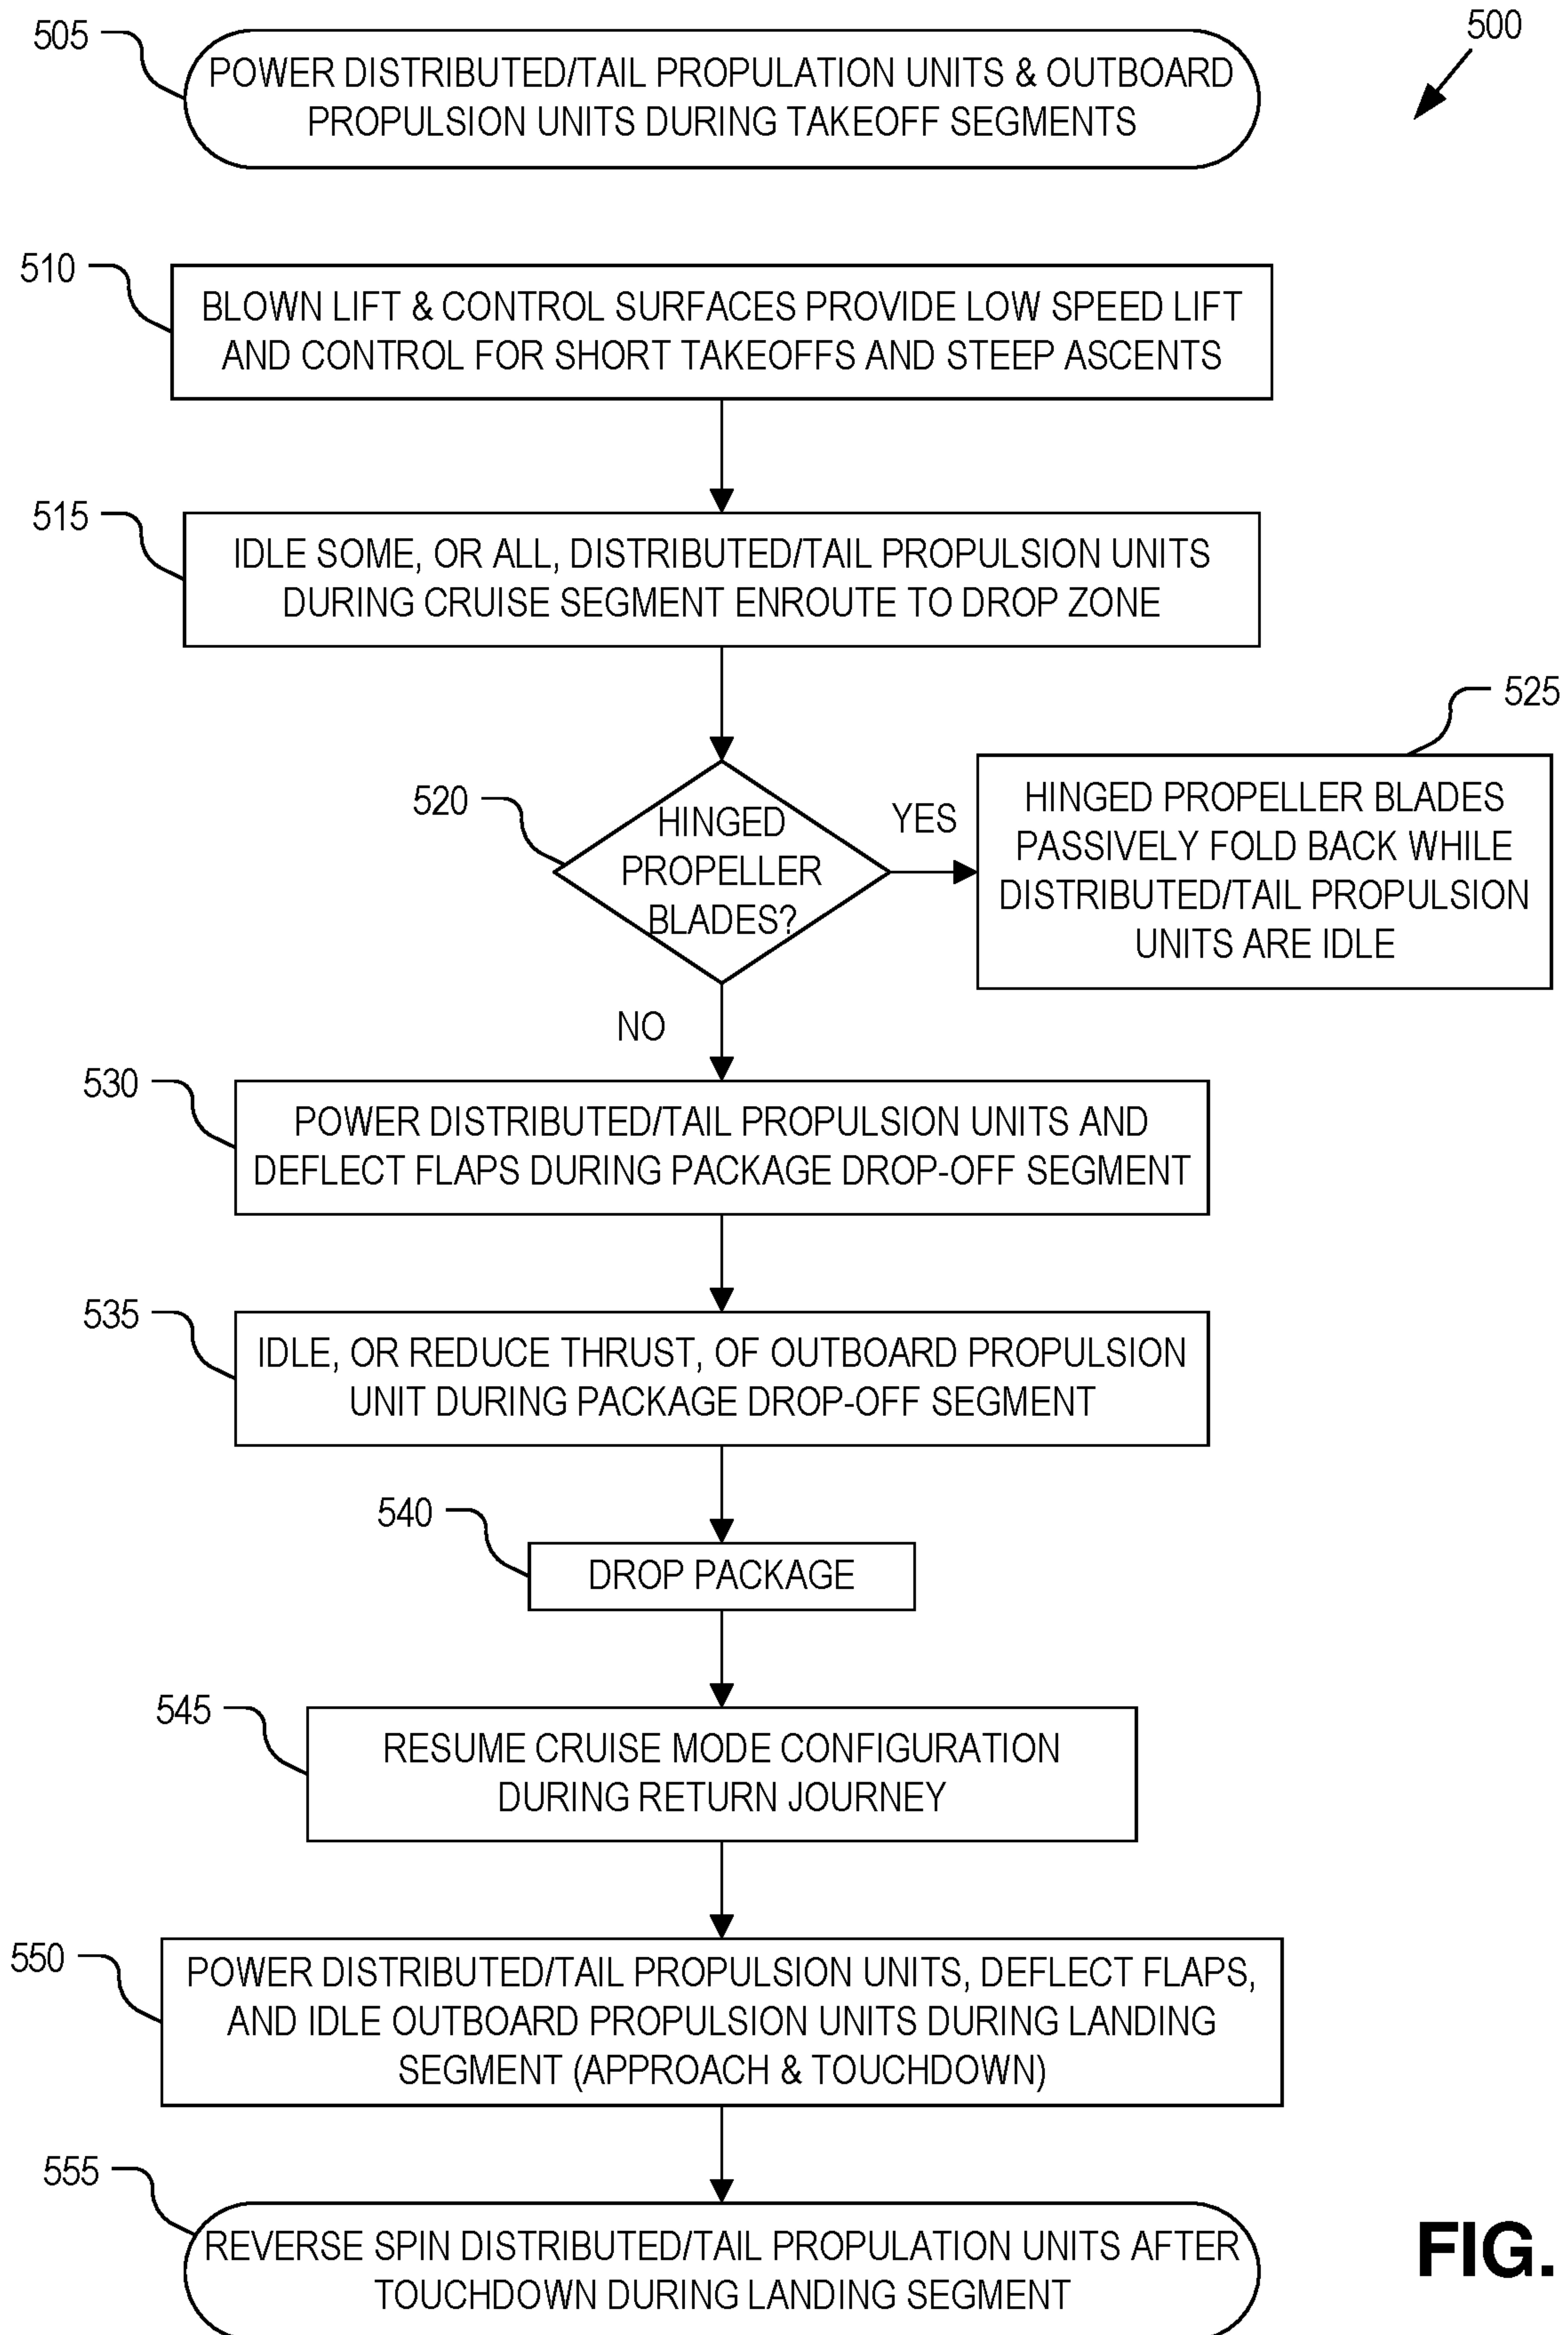 505
500
POWER DISTRIBUTED/TAIL PROPULATION UNITS & OUTBOARD
PROPULSION UNITS DURING TAKEOFF SEGMENTS
510
BLOWN LIFT & CONTROL SURFACES PROVIDE LOW SPEED LIFT
AND CONTROL FOR SHORT TAKEOFFS AND STEEP ASCENTS
515
IDLE SOME, OR ALL, DISTRIBUTED/TAIL PROPULSION UNITS
DURING CRUISE SEGMENT ENROUTE TO DROP ZONE
520
HINGED
PROPELLER
BLADES?
YES
525
HINGED PROPELLER BLADES
PASSIVELY FOLD BACK WHILE
DISTRIBUTED/TAIL PROPULSION
UNITS ARE IDLE
NO
530
POWER DISTRIBUTED/TAIL PROPULSION UNITS AND
DEFLECT FLAPS DURING PACKAGE DROP-OFF SEGMENT
535
IDLE, OR REDUCE THRUST, OF OUTBOARD PROPULSION
UNIT DURING PACKAGE DROP-OFF SEGMENT
540
DROP PACKAGE
545
RESUME CRUISE MODE CONFIGURATION
DURING RETURN JOURNEY
550
POWER DISTRIBUTED/TAIL PROPULSION UNITS, DEFLECT FLAPS,
AND IDLE OUTBOARD PROPULSION UNITS DURING LANDING
SEGMENT (APPROACH & TOUCHDOWN)
555
REVERSE SPIN DISTRIBUTED/TAIL PROPULATION UNITS AFTER
TOUCHDOWN DURING LANDING SEGMENT
FIG.